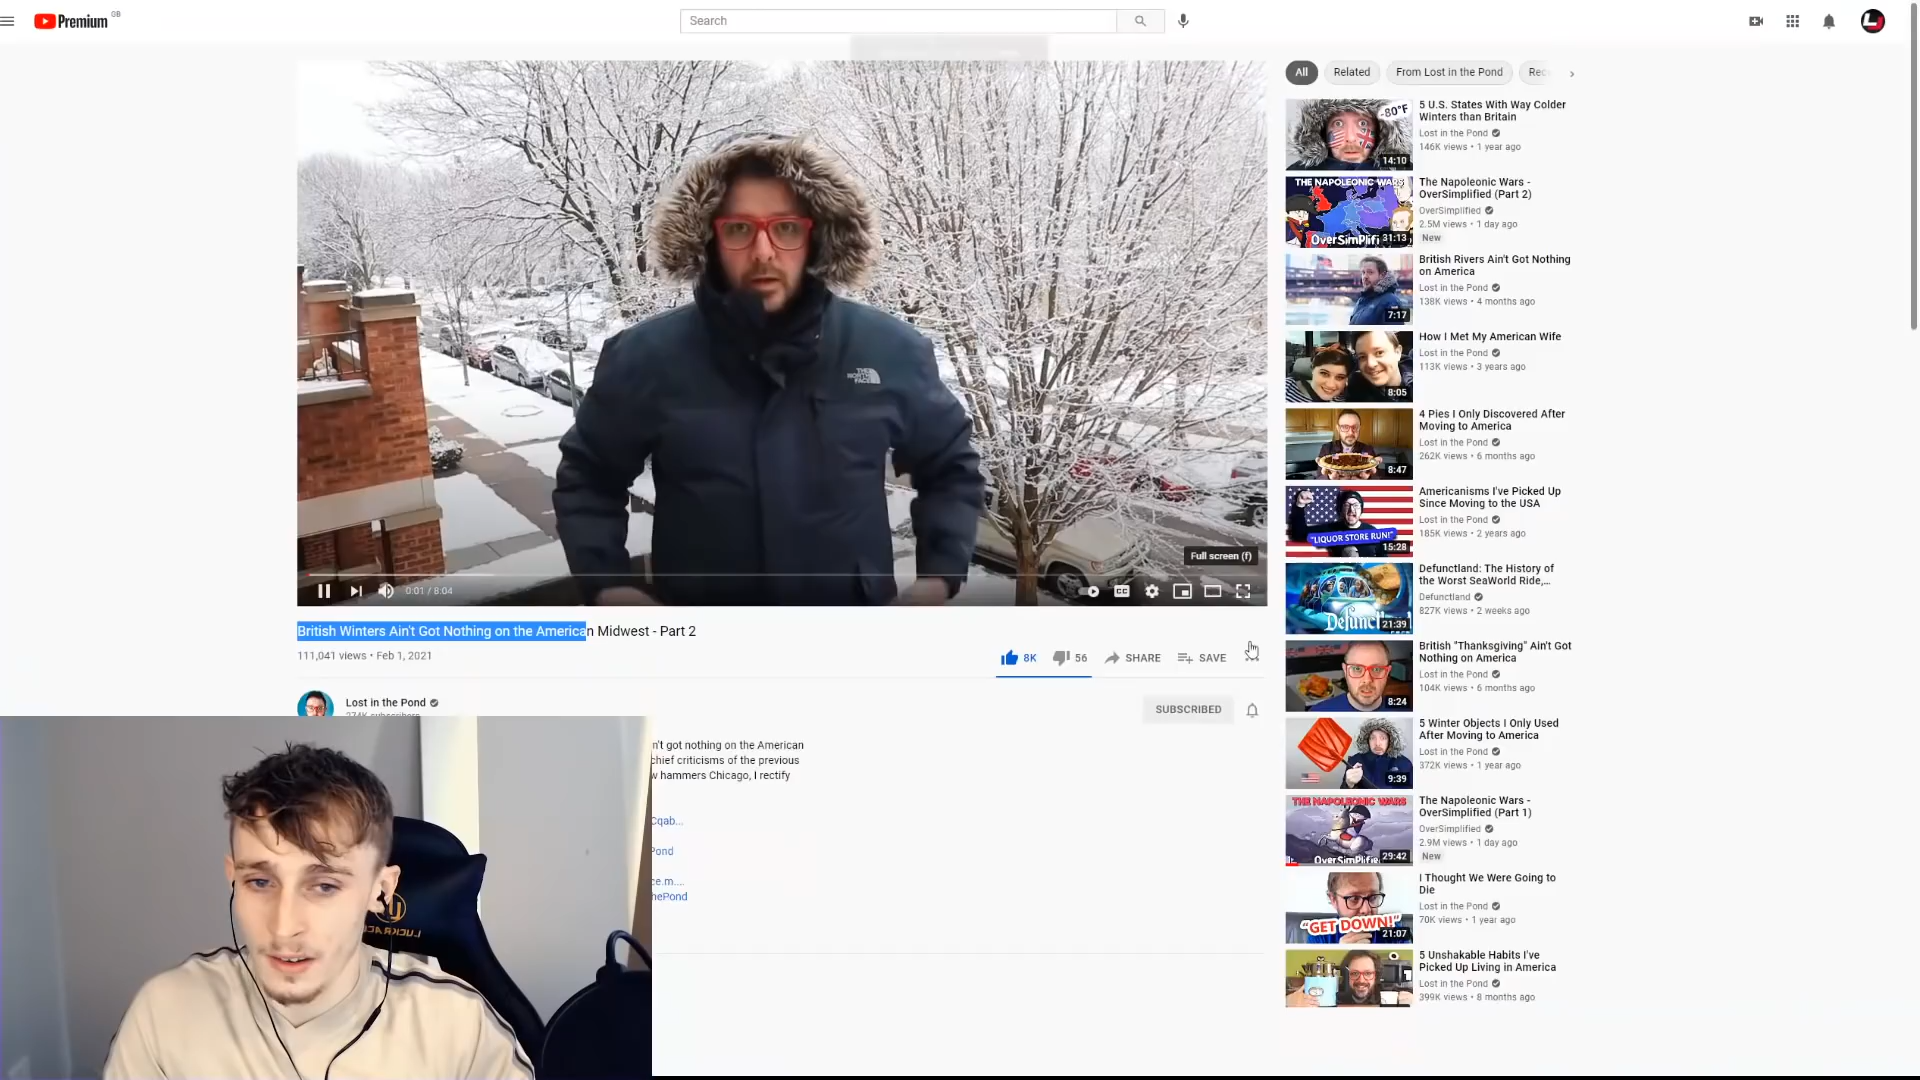 Premium GB
Search
All
Related
From Lost in the Pond
THE NORTH FACE
Full screen (f)
0:01 / 8:04
CC
British Winters Ain't Got Nothing on the American Midwest - Part 2
111,041 views • Feb 1, 2021
8K
56
SHARE
SAVE
Lost in the Pond
SUBSCRIBED
n't got nothing on the American
chief criticisms of the previous
w hammers Chicago, I rectify
Cqab...
Pond
ce.m....
hePond
-80°F
14:10
5 U.S. States With Way Colder
Winters than Britain
Lost in the Pond
146K views • 1 year ago
THE NAPOLEONIC WARS
OverSimplifi
31:13
The Napoleonic Wars -
OverSimplified (Part 2)
OverSimplified
2.5M views • 1 day ago
New
7:17
British Rivers Ain't Got Nothing
on America
Lost in the Pond
138K views • 4 months ago
8:05
How I Met My American Wife
Lost in the Pond
113K views • 3 years ago
8:47
4 Pies I Only Discovered After
Moving to America
Lost in the Pond
262K views • 6 months ago
"LIQUOR STORE RUN!"
15:28
Americanisms I've Picked Up
Since Moving to the USA
Lost in the Pond
185K views • 2 years ago
Defunct
21:39
Defunctland: The History of
the Worst SeaWorld Ride,...
Defunctland
827K views • 2 weeks ago
8:24
British "Thanksgiving" Ain't Got
Nothing on America
Lost in the Pond
104K views • 6 months ago
9:39
5 Winter Objects I Only Used
After Moving to America
Lost in the Pond
372K views • 1 year ago
THE NAPOLEONIC WARS
OverSimplifie
29:42
The Napoleonic Wars -
OverSimplified (Part 1)
OverSimplified
2.9M views • 1 day ago
New
"GET DOWN!"
21:07
I Thought We Were Going to
Die
Lost in the Pond
70K views • 1 year ago
5 Unshakable Habits I've
Picked Up Living in America
Lost in the Pond
399K views • 8 months ago